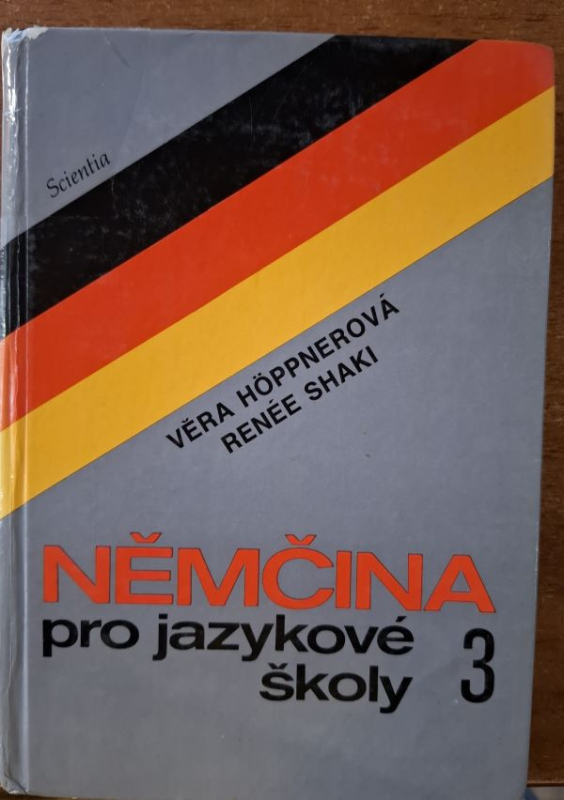 Scientia
VĚRA HÖPPNEROVÁ
RENÉE SHAKI
NĚMČINA
pro jazykové
školy 3